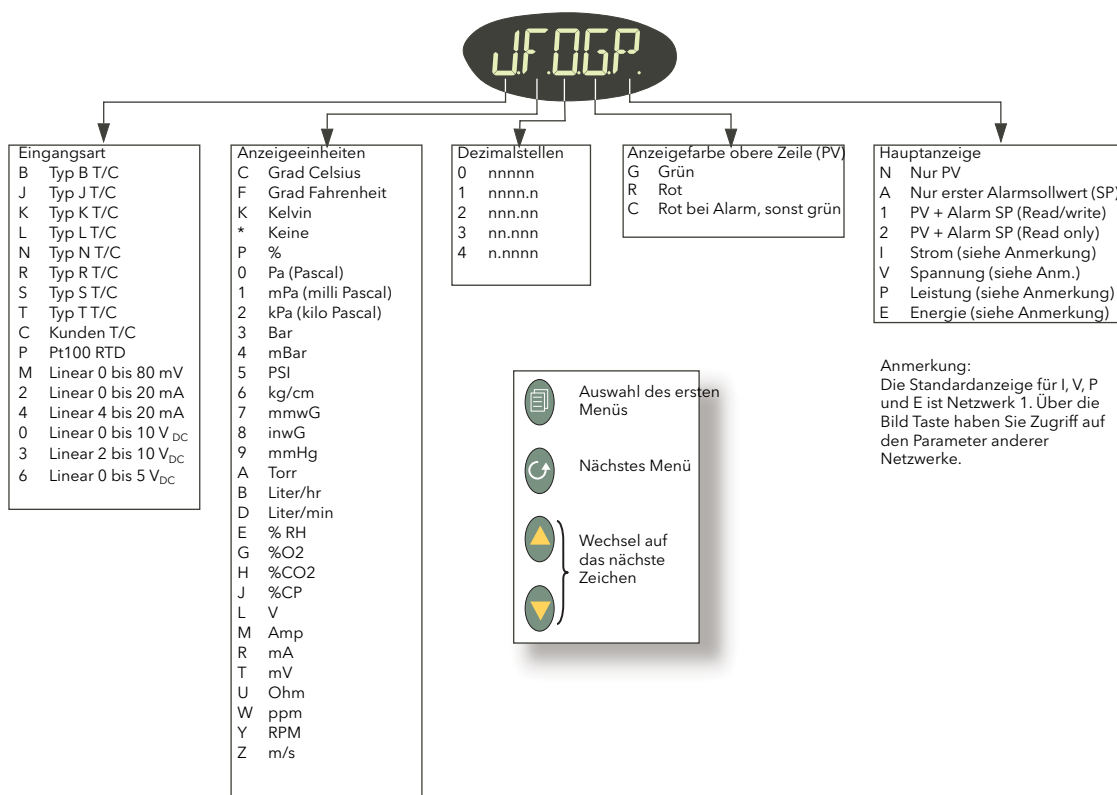 J.F.0.G.P.
Eingangsart
B Typ B T/C
J Typ J T/C
K Typ K T/C
L Typ L T/C
N Typ N T/C
R Typ R T/C
S Typ S T/C
T Typ T T/C
C Kunden T/C
P Pt100 RTD
M Linear 0 bis 80 mV
2 Linear 0 bis 20 mA
4 Linear 4 bis 20 mA
0 Linear 0 bis 10 V DC
3 Linear 2 bis 10 VDC
6 Linear 0 bis 5 VDC
Anzeigeeinheiten
C Grad Celsius
F Grad Fahrenheit
K Kelvin
* Keine
P %
0 Pa (Pascal)
1 mPa (milli Pascal)
2 kPa (kilo Pascal)
3 Bar
4 mBar
5 PSI
6 kg/cm
7 mmwG
8 inwG
9 mmHg
A Torr
B Liter/hr
D Liter/min
E % RH
G %O2
H %CO2
J %CP
L V
M Amp
R mA
T mV
U Ohm
W ppm
Y RPM
Z m/s
Dezimalstellen
0 nnnnn
1 nnnn.n
2 nnn.nn
3 nn.nnn
4 n.nnnn
Anzeigefarbe obere Zeile (PV)
G Grün
R Rot
C Rot bei Alarm, sonst grün
Hauptanzeige
N Nur PV
A Nur erster Alarmsollwert (SP)
1 PV + Alarm SP (Read/write)
2 PV + Alarm SP (Read only)
I Strom (siehe Anmerkung)
V Spannung (siehe Anm.)
P Leistung (siehe Anmerkung)
E Energie (siehe Anmerkung)
Anmerkung:
Die Standardanzeige für I, V, P
und E ist Netzwerk 1. Über die
Bild Taste haben Sie Zugriff auf
den Parameter anderer
Netzwerke.
Auswahl des ersten
Menüs
Nächstes Menü
Wechsel auf
das nächste
Zeichen